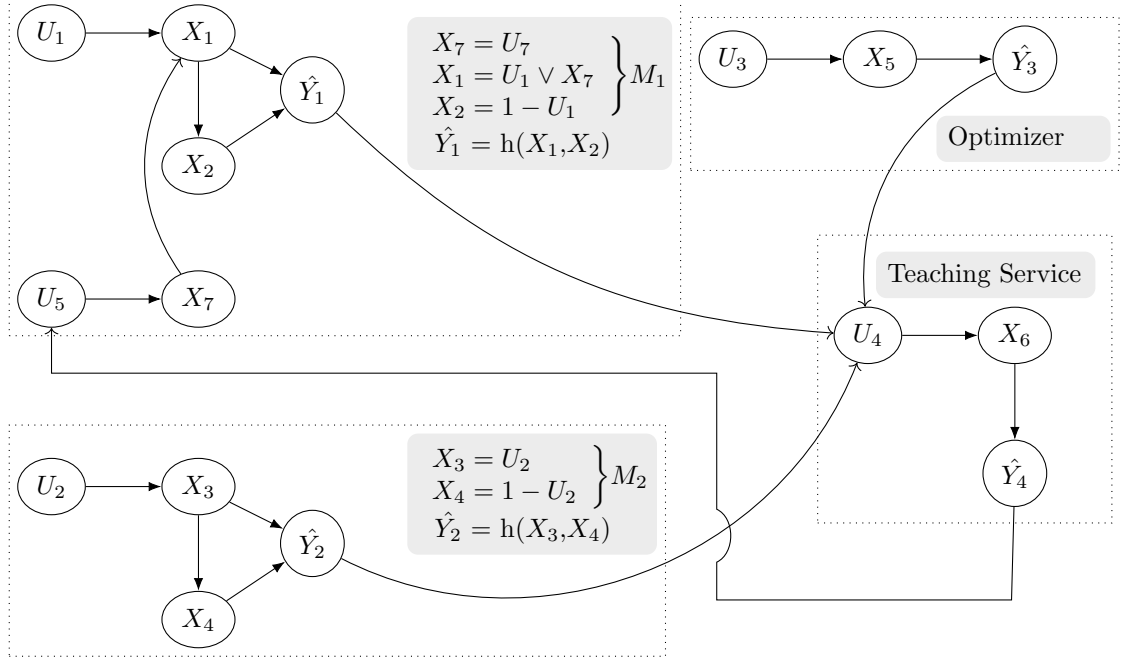 U₁
X₁
Ŷ₁
X₂
U₅
X₇
X₇ = U₇
X₁ = U₁ ∨ X₇
X₂ = 1 − U₁
M₁
Ŷ₁ = h(X₁,X₂)
U₃
X₅
Ŷ₃
Optimizer
Teaching Service
U₄
X₆
Ŷ₄
U₂
X₃
Ŷ₂
X₄
X₃ = U₂
X₄ = 1 − U₂
M₂
Ŷ₂ = h(X₃,X₄)